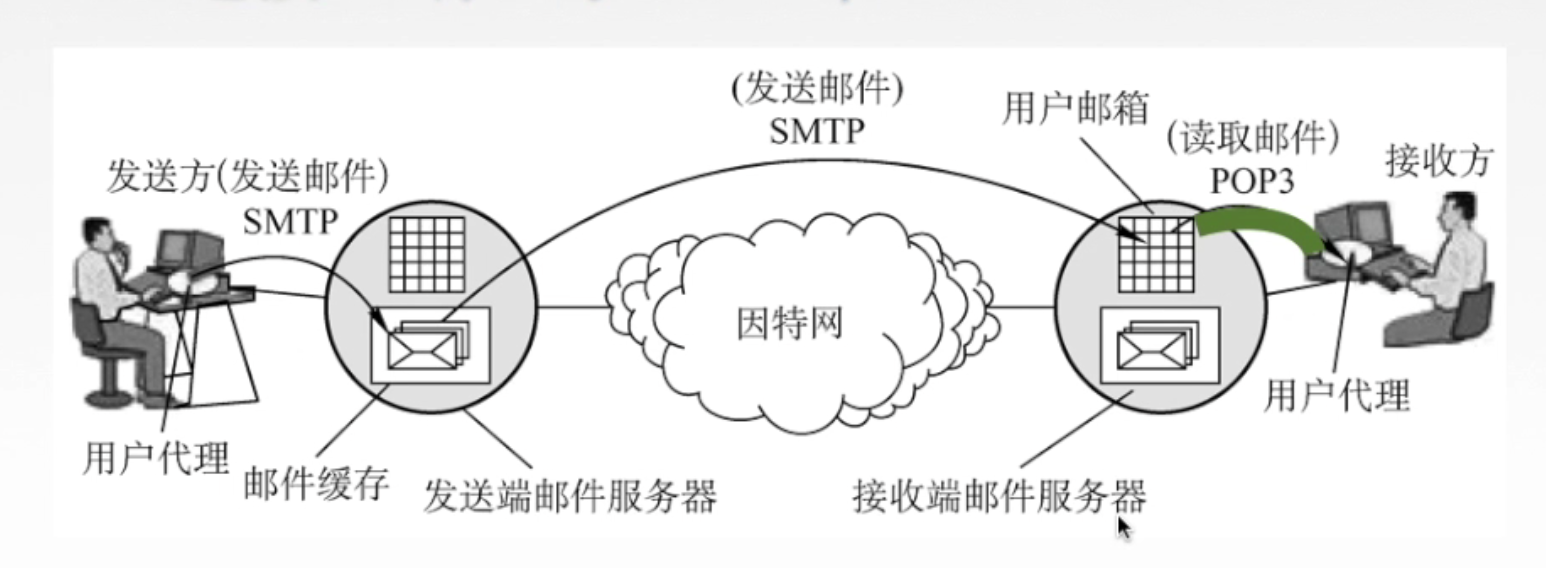 (发送邮件)
SMTP
用户邮箱
(读取邮件)
POP3
接收方
发送方(发送邮件)
SMTP
因特网
用户代理
用户代理
邮件缓存
发送端邮件服务器
接收端邮件服务器